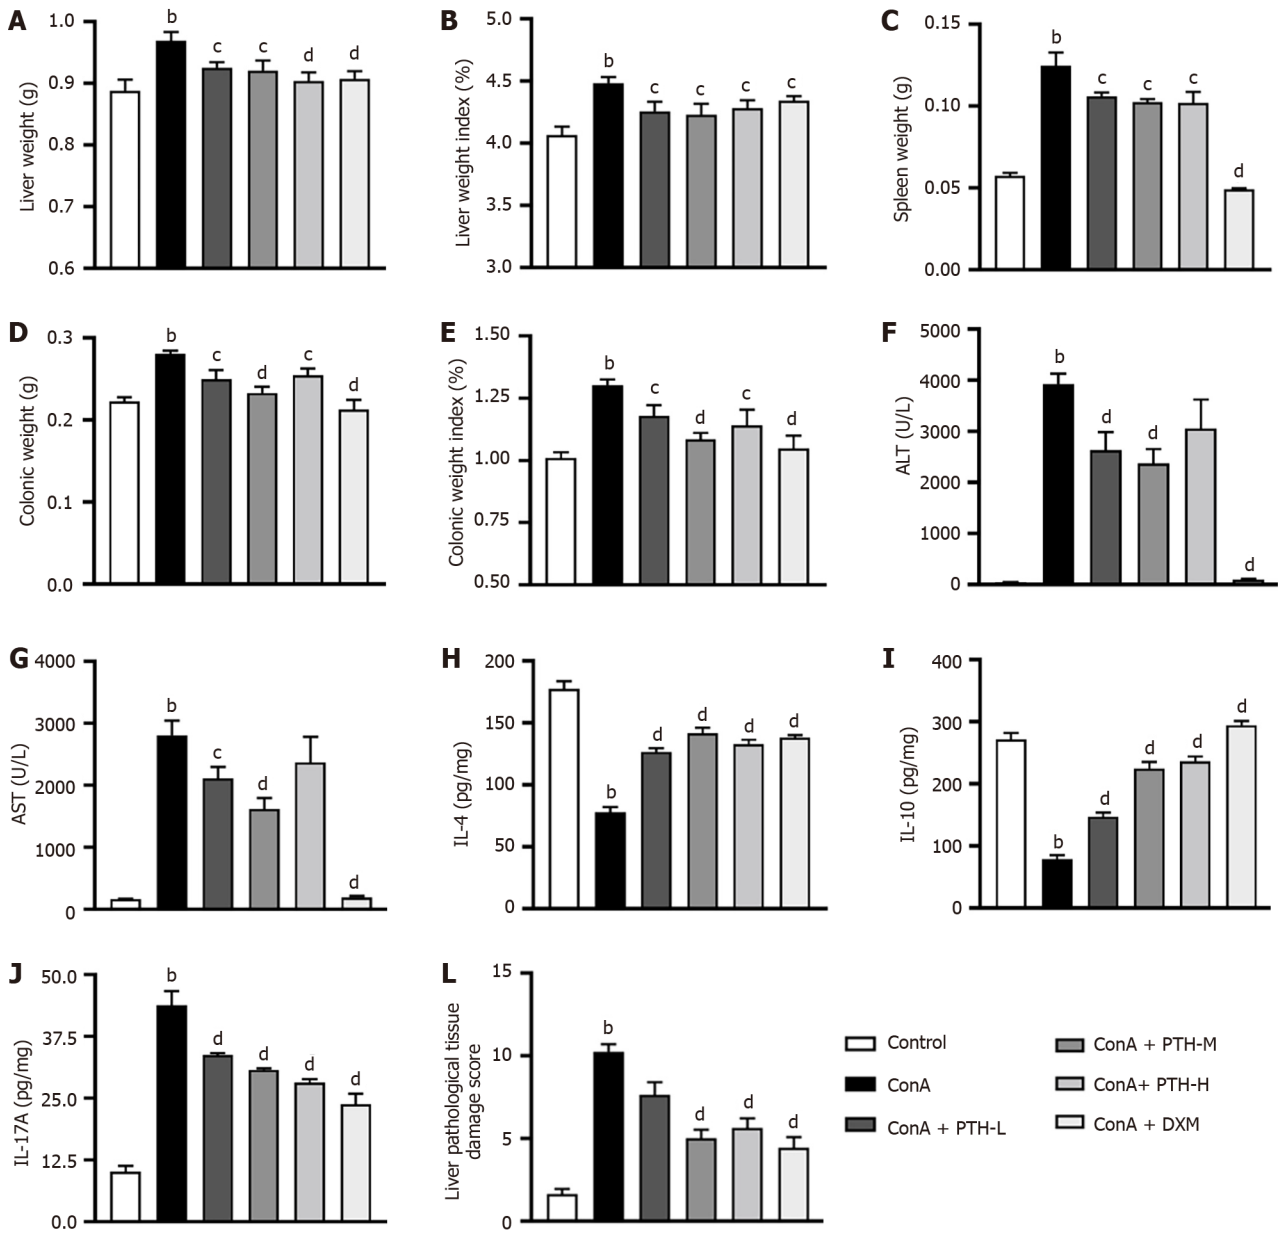 A
Liver weight (g)
1.0
0.9
0.8
0.7
0.6
b
c
c
d
d
B
Liver weight index (%)
5.0
4.5
4.0
3.5
3.0
b
c
c
c
c
C
Spleen weight (g)
0.15
0.10
0.05
0.00
b
c
c
c
d
D
Colonic weight (g)
0.3
0.2
0.1
0.0
b
c
d
c
d
E
Colonic weight index (%)
1.50
1.25
1.00
0.75
0.50
b
c
d
c
d
F
ALT (U/L)
5000
4000
3000
2000
1000
0
b
d
d
d
G
AST (U/L)
4000
3000
2000
1000
0
b
c
d
d
H
IL-4 (pg/mg)
200
150
100
50
0
b
d
d
d
d
I
IL-10 (pg/mg)
400
300
200
100
0
b
d
d
d
d
J
IL-17A (pg/mg)
50.0
37.5
25.0
12.5
0.0
b
d
d
d
d
L
Liver pathological tissue
damage score
15
10
5
0
b
d
d
d
Control
ConA
ConA + PTH-L
ConA + PTH-M
ConA+ PTH-H
ConA + DXM